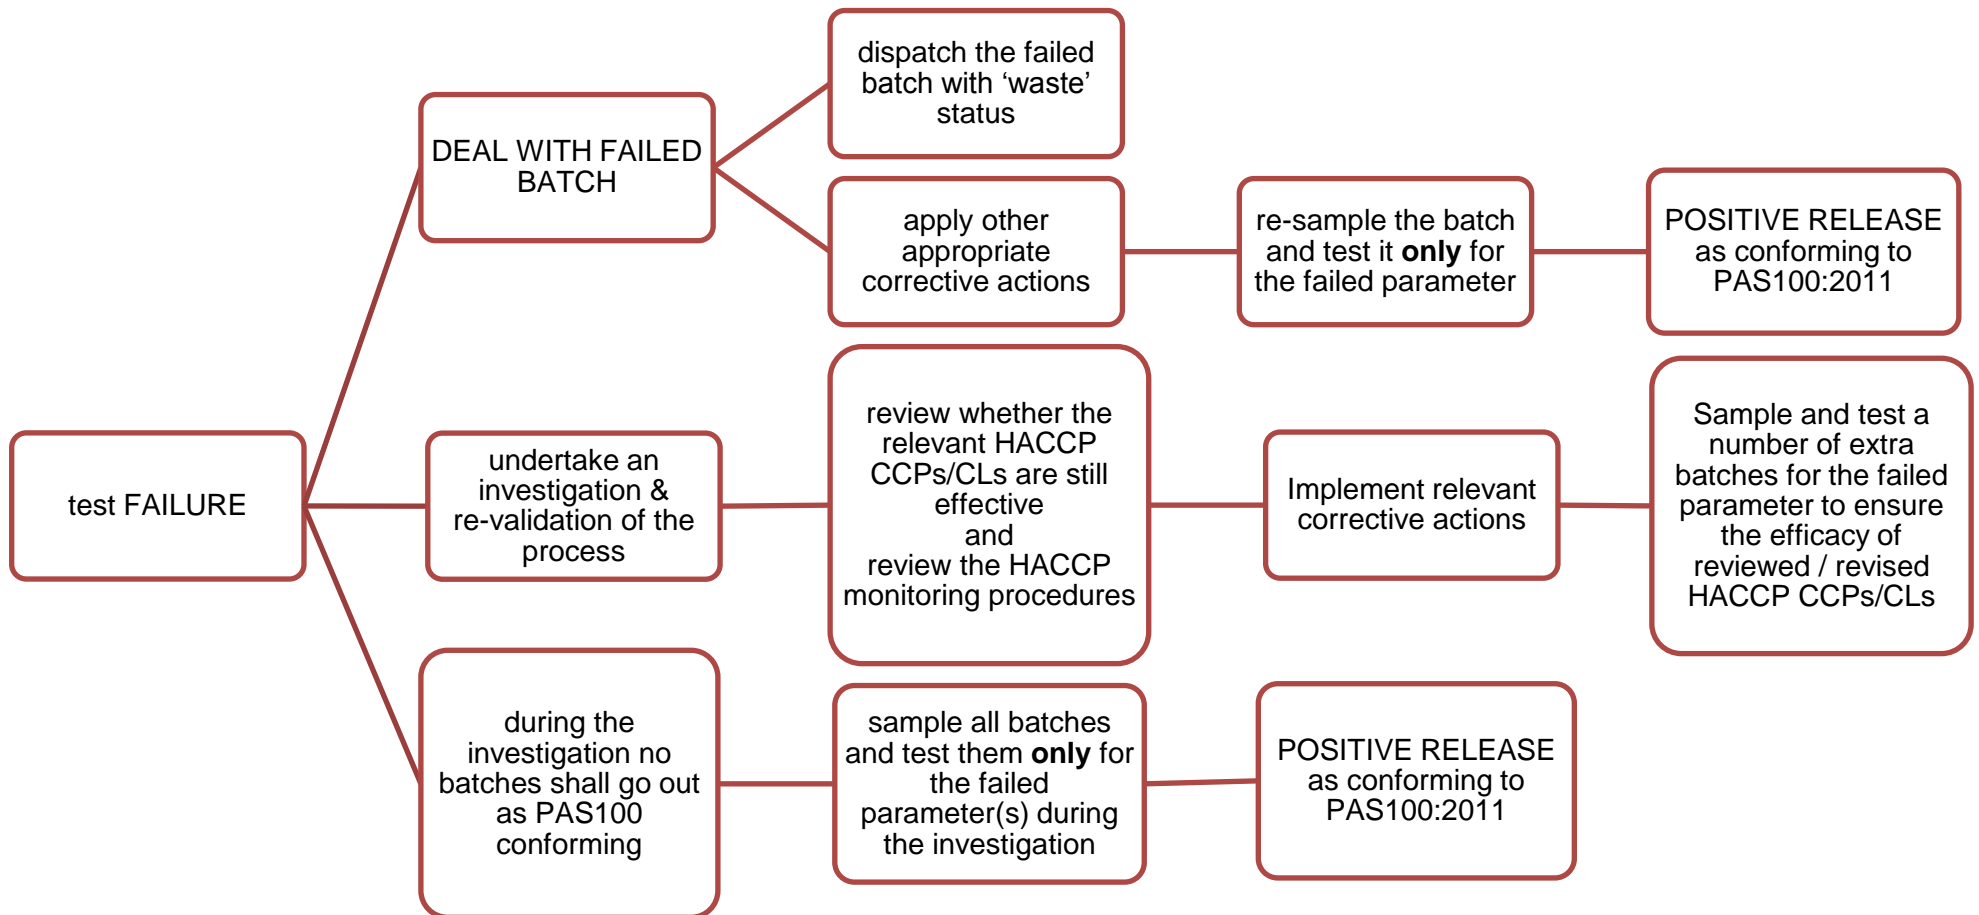 test FAILURE
DEAL WITH FAILED
BATCH
dispatch the failed
batch with ‘waste’
status
apply other
appropriate
corrective actions
re-sample the batch
and test it only for
the failed parameter
POSITIVE RELEASE
as conforming to
PAS100:2011
undertake an
investigation &
re-validation of the
process
review whether the
relevant HACCP
CCPs/CLs are still
effective
and
review the HACCP
monitoring procedures
Implement relevant
corrective actions
Sample and test a
number of extra
batches for the failed
parameter to ensure
the efficacy of
reviewed / revised
HACCP CCPs/CLs
during the
investigation no
batches shall go out
as PAS100
conforming
sample all batches
and test them only for
the failed
parameter(s) during
the investigation
POSITIVE RELEASE
as conforming to
PAS100:2011